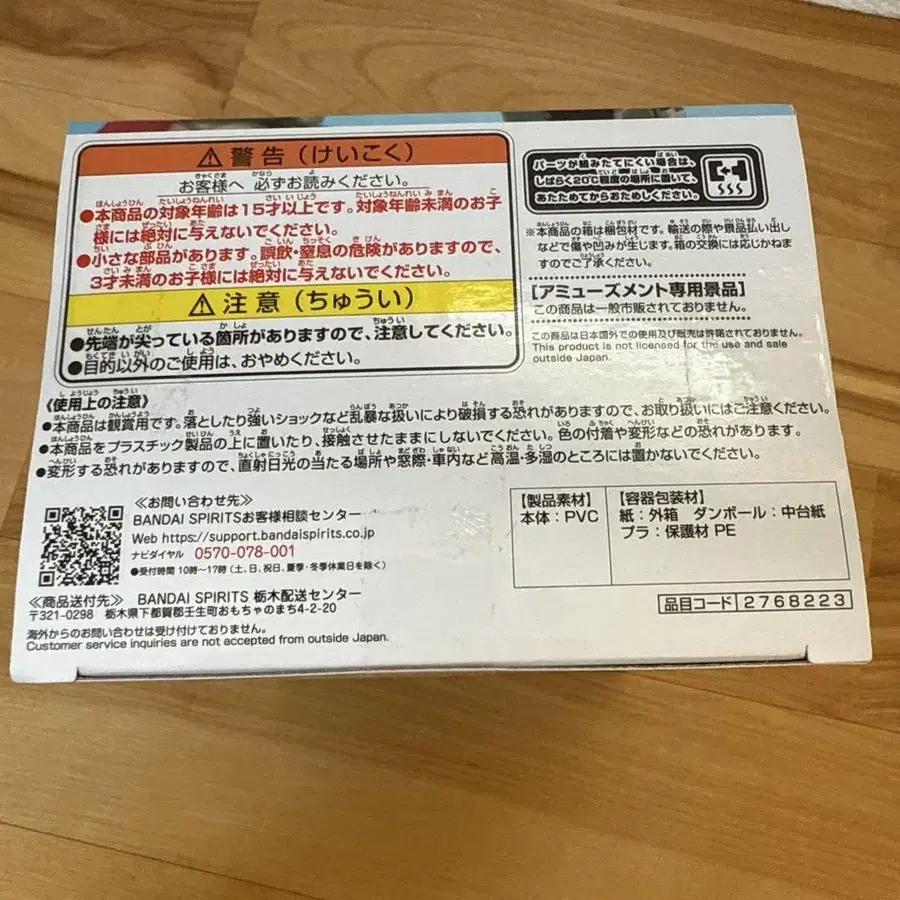 ⚠警告(けいこく)
お客様へ 必ずお読みください。
●本商品の対象年齢は15才以上です。対象年齢未満のお子
様には絶対に与えないでください。
●小さな部品があります。誤飲・窒息の危険がありますので、
3才未満のお子様には絶対に与えないでください。
⚠注意(ちゅうい)
●先端が尖っている箇所がありますので、注意してください。
●目的以外のご使用は、おやめください。
パーツが組みたてにくい場合は、
しばらく20℃程度の場所に置いて、
あたためてからおためしください。
※本商品の箱は梱包材です。輸送の際や景品払い出し
などで傷や凹みが生じます。箱の交換には応じかねま
すのでご了承ください。
【アミューズメント専用景品】
この商品は一般市販されておりません。
この商品は日本国外での使用及び販売は許諾されておりません。
This product is not licensed for the use and sale
outside Japan.
《使用上の注意》
●本商品は観賞用です。落としたり強いショックなど乱暴な扱いにより破損する恐れがありますので、お取り扱いにはご注意ください。
●本商品をプラスチック製品の上に置いたり、接触させたままにしないでください。色の付着や変形などの恐れがあります。
●変形する恐れがありますので、直射日光の当たる場所や窓際・車内など高温・多湿のところには置かないでください。
≪お問い合わせ先≫
BANDAI SPIRITSお客様相談センター
Web https://support.bandaispirits.co.jp
ナビダイヤル 0570-078-001
●受付時間 10時〜17時(土、日、祝日、夏季・冬季休業日を除く)
≪商品送付先≫ BANDAI SPIRITS 栃木配送センター
〒321-0298 栃木県下都賀郡壬生町おもちゃのまち4-2-20
海外からのお問い合わせは受け付けておりません。
Customer service inquiries are not accepted from outside Japan.
【製品素材】
本体:PVC
【容器包装材】
紙:外箱 ダンボール:中台紙
プラ:保護材 PE
品目コード 2768223